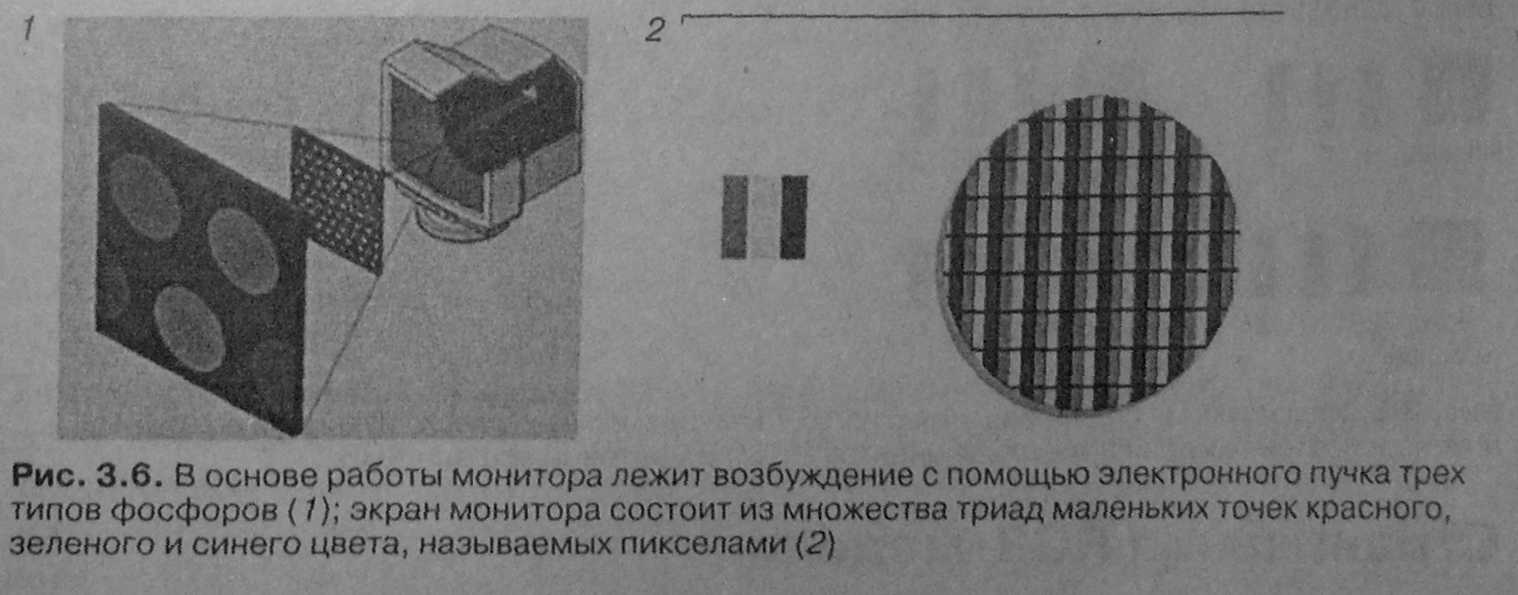 1
2
Рис. 3.6. В основе работы монитора лежит возбуждение с помощью электронного пучка трех
типов фосфоров (1); экран монитора состоит из множества триад маленьких точек красного,
зеленого и синего цвета, называемых пикселами (2)